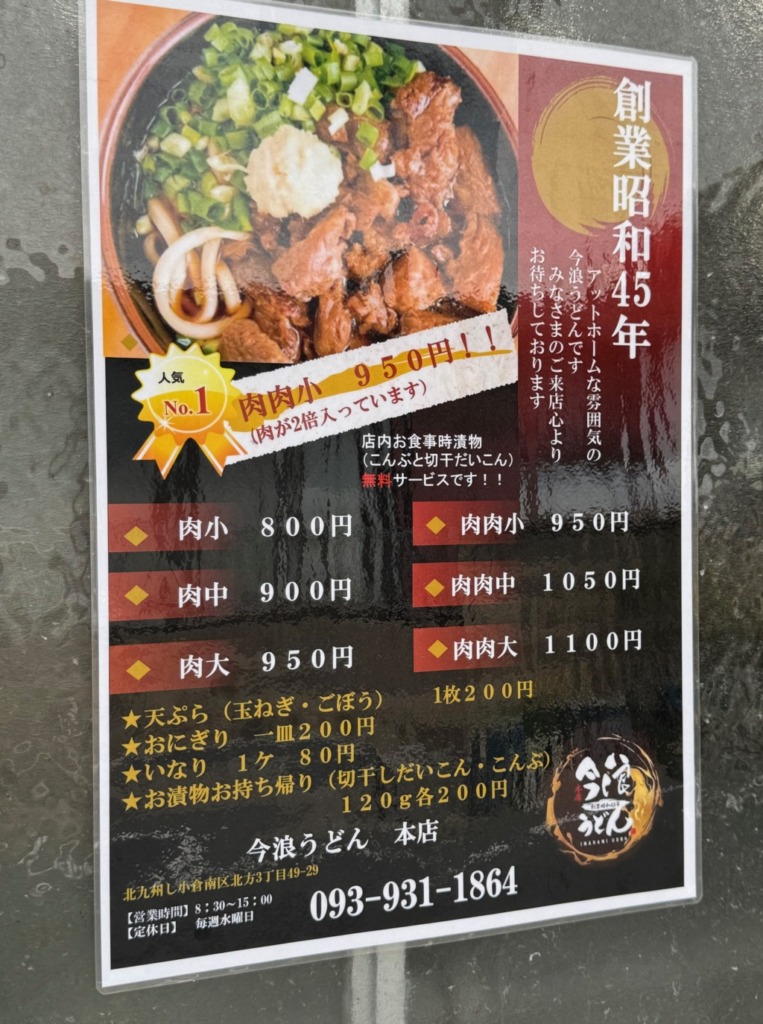 創業昭和45年
アットホームな雰囲気の
今浪うどんです
みなさまのご来店心より
お待ちしております
人気
No.1
肉肉小　９５０円！！
(肉が2倍入っています)
店内お食事時漬物
（こんぶと切干だいこん）
無料サービスです！！
肉小　８００円
肉肉小　９５０円
肉中　９００円
肉肉中　１０５０円
肉大　９５０円
肉肉大　１１００円
★天ぷら（玉ねぎ・ごぼう）　1枚２００円
★おにぎり　一皿２００円
★いなり　１ケ　８０円
★お漬物お持ち帰り（切干しだいこん・こんぶ）
１２０ｇ各２００円
うどん
IMANAMI UDON
今浪うどん　本店
北九州し小倉南区北方3丁目49-29
093-931-1864
【営業時間】8：30～15：00
【定休日】　毎週水曜日